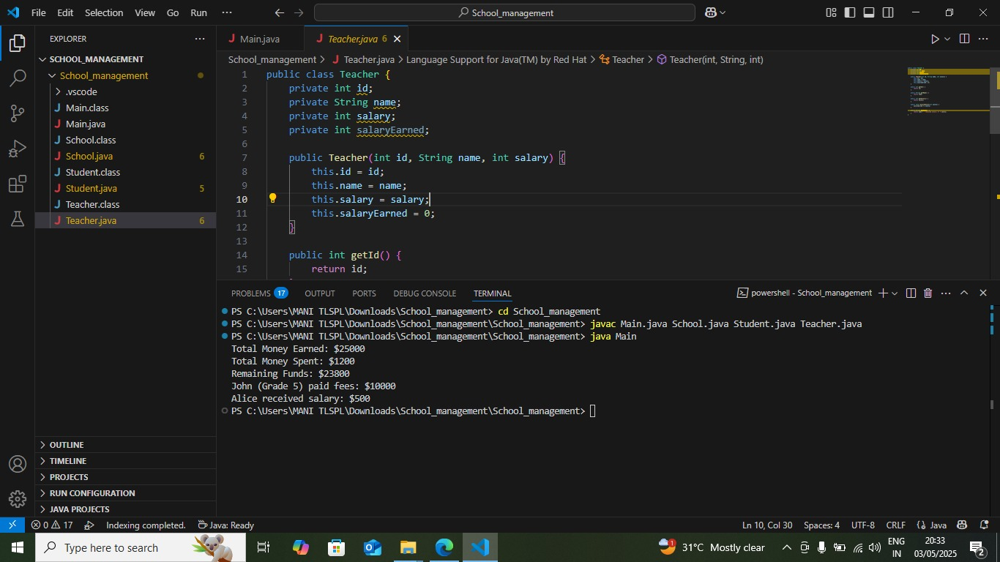 File Edit Selection View Go Run ··· School_management
EXPLORER ···
SCHOOL_MANAGEMENT
School_management
.vscode
Main.class
Main.java
School.class
School.java 6
Student.class
Student.java 5
Teacher.class
Teacher.java 6
OUTLINE
TIMELINE
PROJECTS
RUN CONFIGURATION
JAVA PROJECTS
Main.java Teacher.java 6
School_management > Teacher.java > Language Support for Java(TM) by Red Hat > Teacher > Teacher(int, String, int)
1 public class Teacher {
2 private int id;
3 private String name;
4 private int salary;
5 private int salaryEarned;
6
7 public Teacher(int id, String name, int salary) {
8 this.id = id;
9 this.name = name;
10 this.salary = salary;
11 this.salaryEarned = 0;
12 }
13
14 public int getId() {
15 return id;
PROBLEMS 17 OUTPUT PORTS DEBUG CONSOLE TERMINAL powershell - School_management
PS C:\Users\MANI TLSPL\Downloads\School_management> cd School_management
PS C:\Users\MANI TLSPL\Downloads\School_management\School_management> javac Main.java School.java Student.java Teacher.java
PS C:\Users\MANI TLSPL\Downloads\School_management\School_management> java Main
Total Money Earned: $25000
Total Money Spent: $1200
Remaining Funds: $23800
John (Grade 5) paid fees: $10000
Alice received salary: $500
PS C:\Users\MANI TLSPL\Downloads\School_management\School_management>
0 17 Indexing completed. Java: Ready Ln 10, Col 30 Spaces: 4 UTF-8 CRLF {} Java
Type here to search 1 31°C Mostly clear ENG IN 20:33 03/05/2025 2